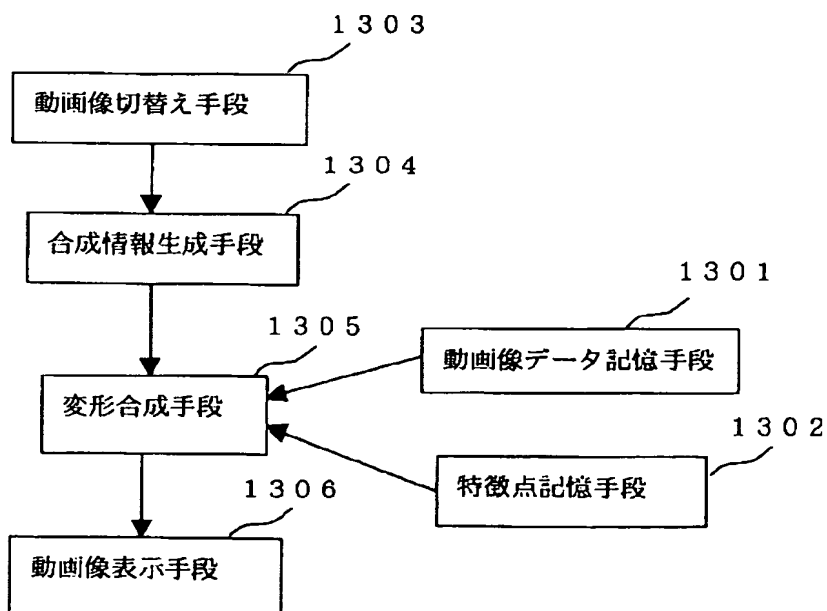 １３０３
動画像切替え手段
１３０４
合成情報生成手段
１３０１
１３０５
動画像データ記憶手段
変形合成手段
１３０２
特徴点記憶手段
１３０６
動画像表示手段